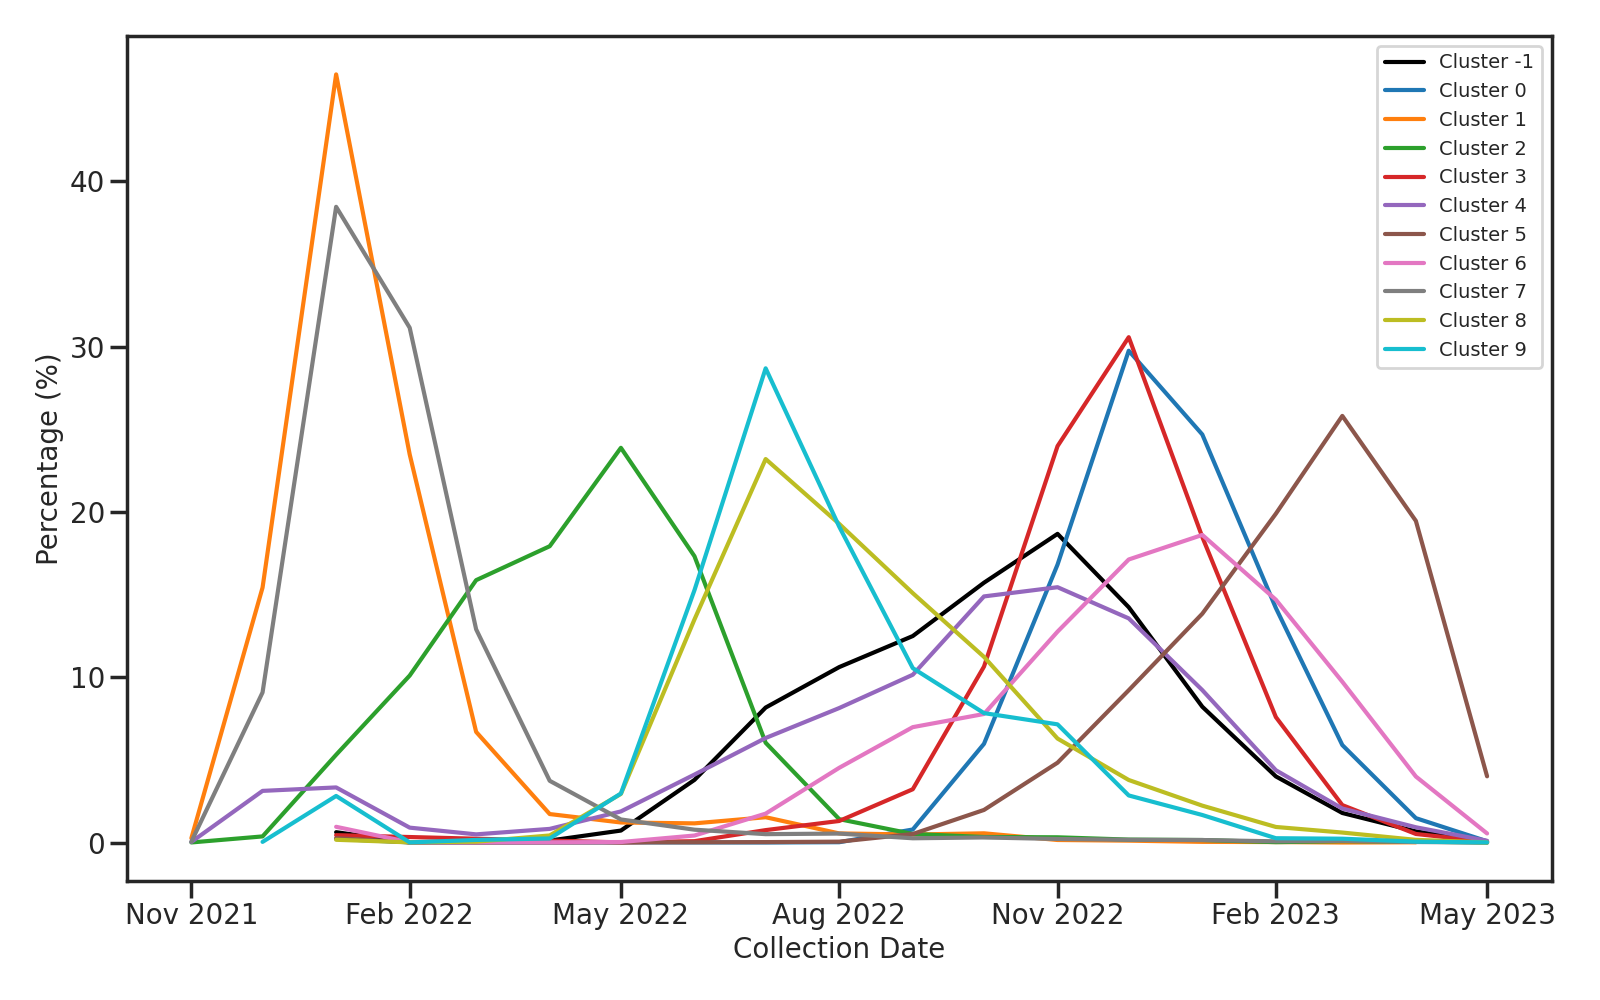 Cluster -1
Cluster 0
Cluster 1
Cluster 2
Cluster 3
Cluster 4
Cluster 5
Cluster 6
Cluster 7
Cluster 8
Cluster 9
Percentage (%)
40
30
20
10
0
Nov 2021 Feb 2022 May 2022 Aug 2022 Nov 2022 Feb 2023 May 2023
Collection Date